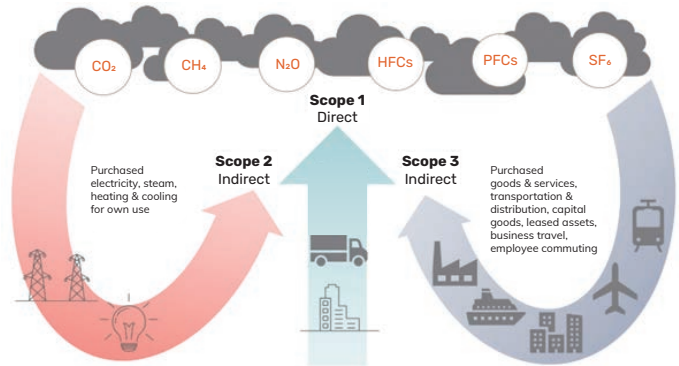 CO₂
CH₄
N₂O
HFCs
PFCs
SF₆
Scope 1
Direct
Scope 2
Indirect
Scope 3
Indirect
Purchased
electricity, steam,
heating & cooling
for own use
Purchased
goods & services,
transportation &
distribution, capital
goods, leased assets,
business travel,
employee commuting